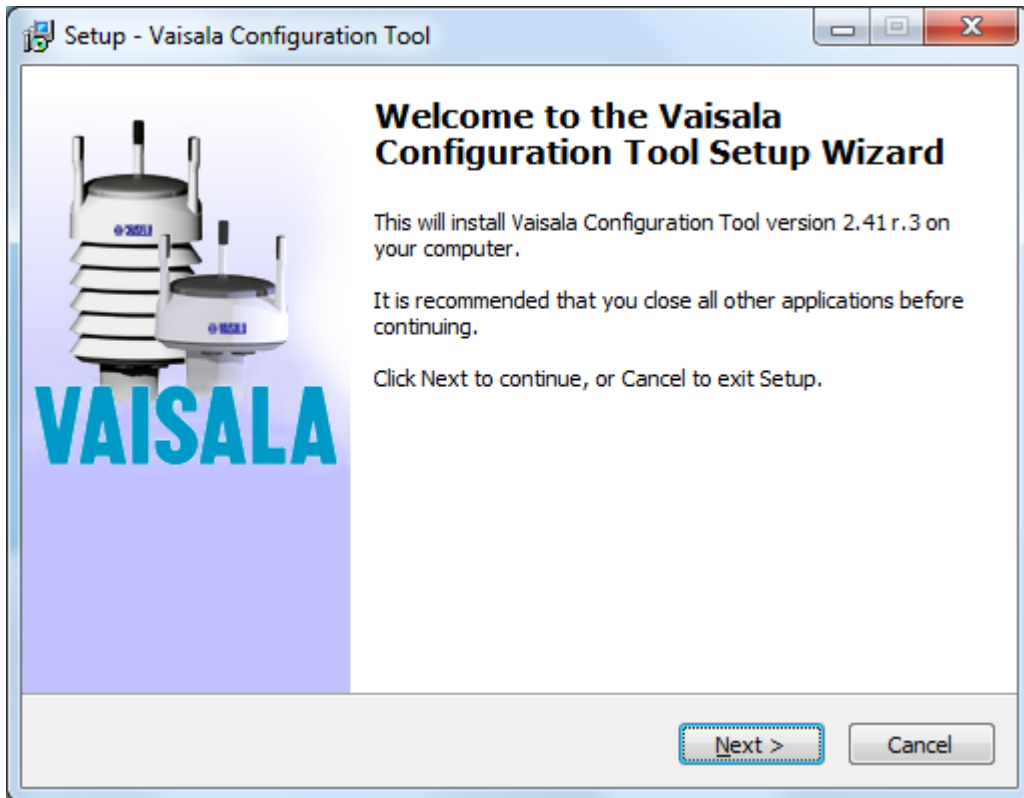 Setup - Vaisala Configuration Tool
Welcome to the Vaisala
Configuration Tool Setup Wizard
This will install Vaisala Configuration Tool version 2.41 r.3 on
your computer.
It is recommended that you close all other applications before
continuing.
Click Next to continue, or Cancel to exit Setup.
VAISALA
VAISALA
VAISALA
Next >
Cancel